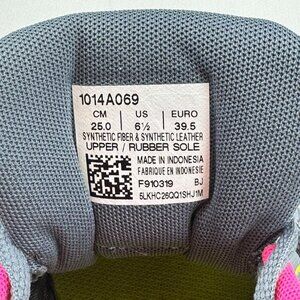 1014A069
CM US EURO
25.0 6½ 39.5
SYNTHETIC FIBER & SYNTHETIC LEATHER
UPPER / RUBBER SOLE
MADE IN INDONESIA
FABRIQUE EN INDONESIE
F910319 BJ
5LKHC26QQ1SHJ1M